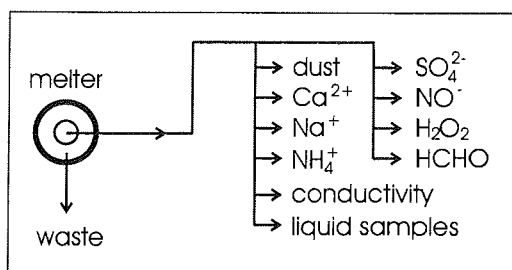 melter
waste
dust
Ca²⁺
Na⁺
NH₄⁺
conductivity
liquid samples
SO₄²⁻
NO⁻
H₂O₂
HCHO